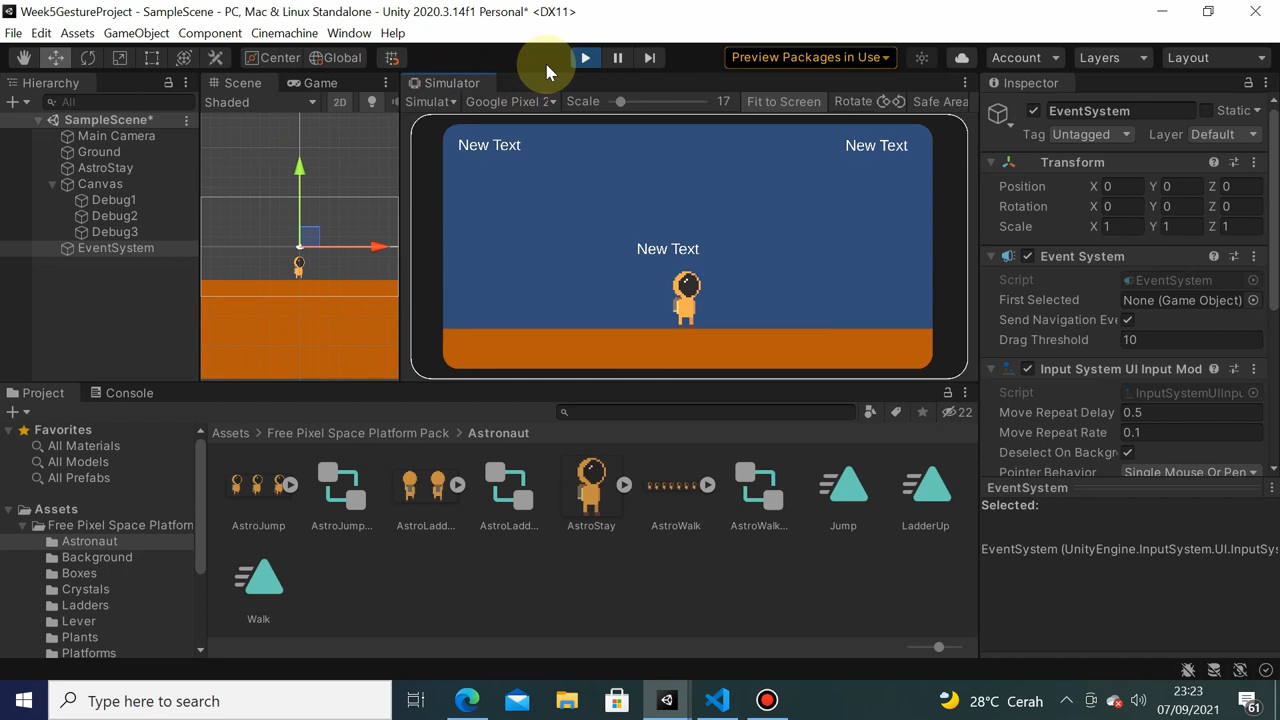 Week5GestureProject - SampleScene - PC, Mac & Linux Standalone - Unity 2020.3.14f1 Personal* <DX11>
File Edit Assets GameObject Component Cinemachine Window Help
Center Global Preview Packages in Use Account Layers Layout
Hierarchy Scene Game Simulator Inspector
All Shaded 2D Simulat Google Pixel 2 Scale 17 Fit to Screen Rotate Safe Area
EventSystem Static
SampleScene*
Main Camera
Ground
AstroStay
Canvas
Debug1
Debug2
Debug3
EventSystem
New Text New Text
New Text
Tag Untagged Layer Default
Transform
Position X 0 Y 0 Z 0
Rotation X 0 Y 0 Z 0
Scale X 1 Y 1 Z 1
Event System
Script EventSystem
First Selected None (Game Object)
Send Navigation Eve
Drag Threshold 10
Input System UI Input Mod
Script InputSystemUIInpu
Move Repeat Delay 0.5
Move Repeat Rate 0.1
Deselect On Backgr
Pointer Behavior Single Mouse Or Pen
EventSystem
Selected:
EventSystem (UnityEngine.InputSystem.UI.InputSys
Project Console
22
Favorites
All Materials
All Models
All Prefabs
Assets
Free Pixel Space Platform
Astronaut
Background
Boxes
Crystals
Ladders
Lever
Plants
Platforms
Assets > Free Pixel Space Platform Pack > Astronaut
AstroJump AstroJump... AstroLadd... AstroLadd... AstroStay AstroWalk AstroWalk... Jump LadderUp
Walk
Type here to search
28°C Cerah
23:23
07/09/2021
61